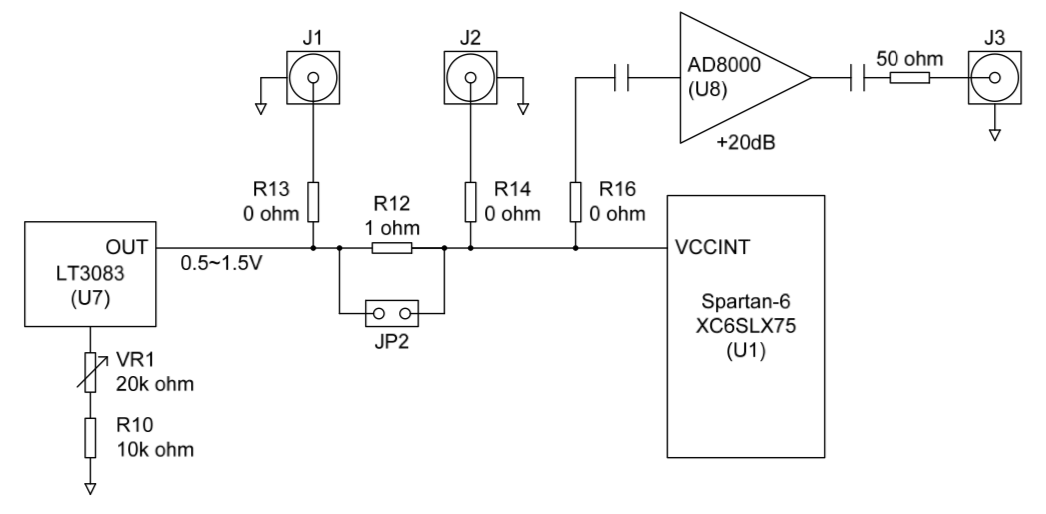 J1
J2
J3
50 ohm
AD8000
(U8)
+20dB
R13
0 ohm
R12
1 ohm
R14
0 ohm
R16
0 ohm
OUT
LT3083
(U7)
0.5~1.5V
VCCINT
Spartan-6
XC6SLX75
(U1)
JP2
VR1
20k ohm
R10
10k ohm